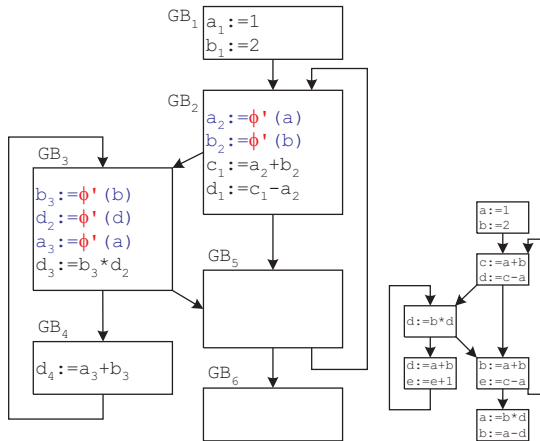 GB₁
a₁:=1
b₁:=2
GB₂
a₂:=ϕ'(a)
b₂:=ϕ'(b)
c₁:=a₂+b₂
d₁:=c₁-a₂
GB₃
b₃:=ϕ'(b)
d₂:=ϕ'(d)
a₃:=ϕ'(a)
d₃:=b₃*d₂
GB₅
GB₄
d₄:=a₃+b₃
GB₆
a:=1
b:=2
c:=a+b
d:=c-a
d:=b*d
d:=a+b
e:=e+1
b:=a+b
e:=c-a
a:=b*d
b:=a-d